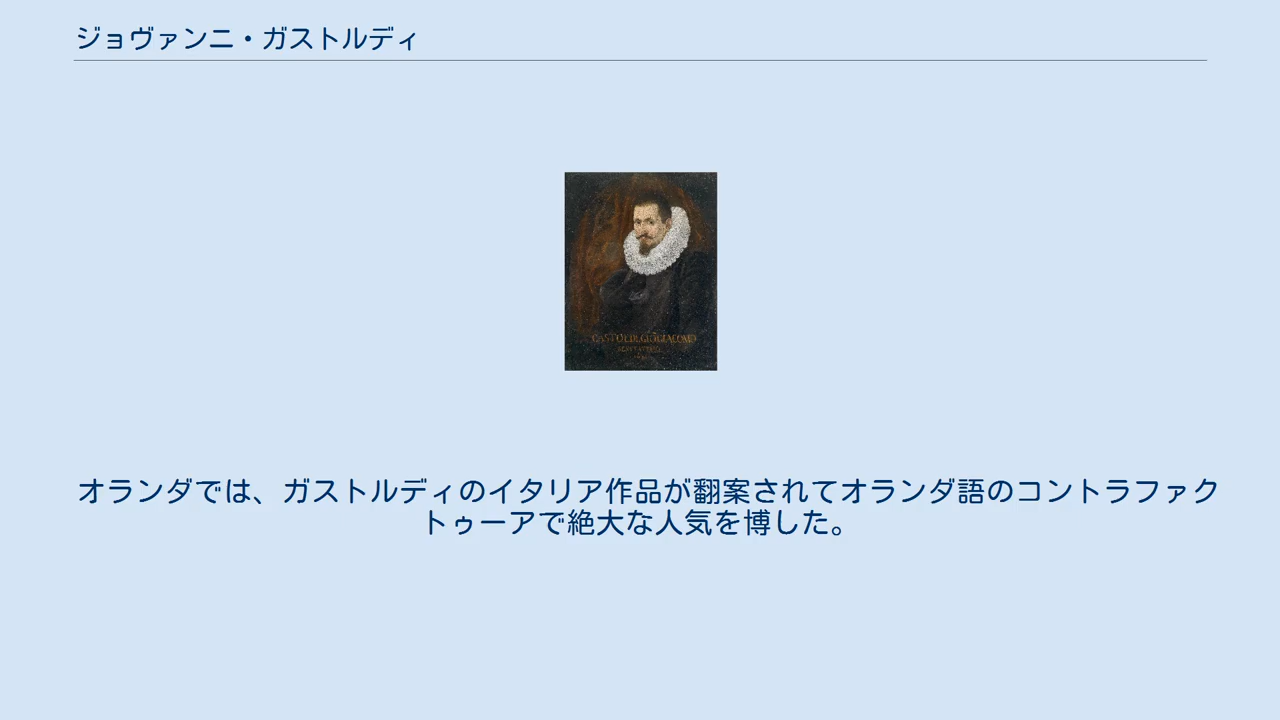 ジョヴァンニ・ガストルディ
GASTOLDI,GIO.GIACOMO
オランダでは、ガストルディのイタリア作品が翻案されてオランダ語のコントラファク
トゥーアで絶大な人気を博した。